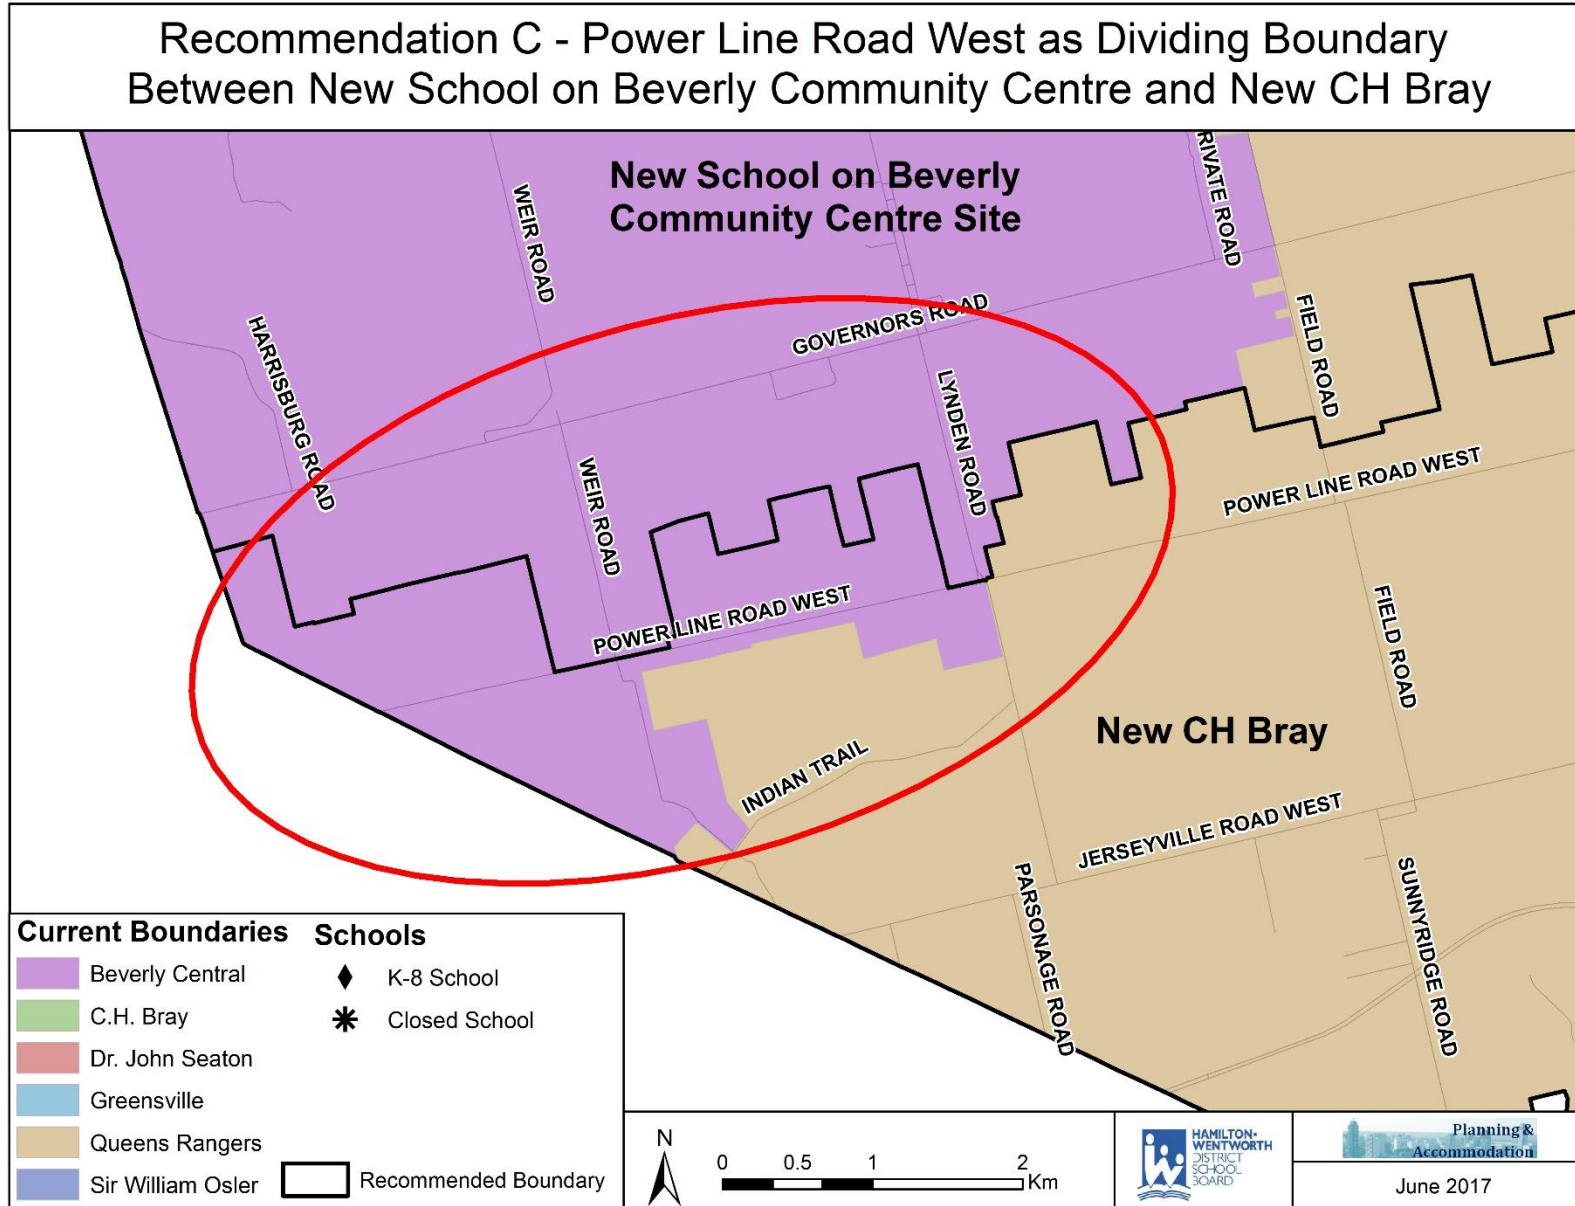 Recommendation C - Power Line Road West as Dividing Boundary
Between New School on Beverly Community Centre and New CH Bray
New School on Beverly
Community Centre Site
RIVATE ROAD
WEIR ROAD
HARRISBURG ROAD
GOVERNORS ROAD
FIELD ROAD
LYNDEN ROAD
WEIR ROAD
POWER LINE ROAD WEST
POWER LINE ROAD WEST
FIELD ROAD
New CH Bray
INDIAN TRAIL
JERSEYVILLE ROAD WEST
PARSONAGE ROAD
SUNNYRIDGE ROAD
Current Boundaries
Beverly Central
C.H. Bray
Dr. John Seaton
Greensville
Queens Rangers
Sir William Osler
Schools
K-8 School
Closed School
Recommended Boundary
N
0 0.5 1 2
Km
HAMILTON-
WENTWORTH
DISTRICT
SCHOOL
BOARD
Planning &
Accommodation
June 2017